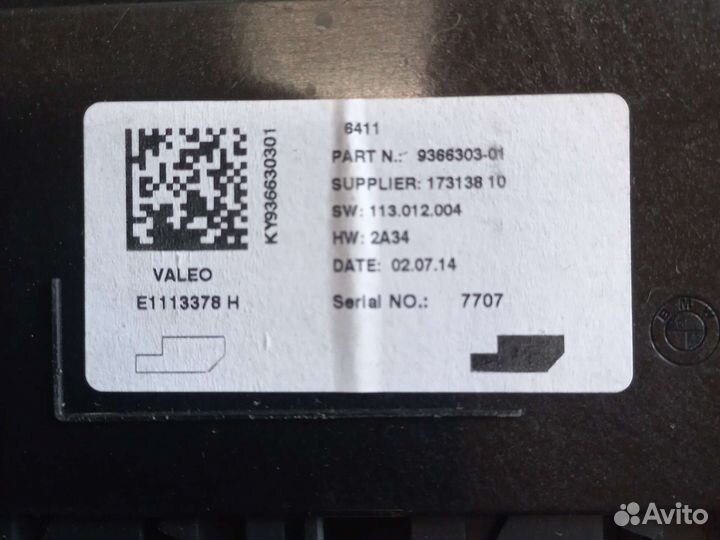 6411
PART N.: 9366303-01
SUPPLIER: 173138 10
SW: 113.012.004
HW: 2A34
DATE: 02.07.14
Serial NO.: 7707
KY936630301
VALEO
E1113378 H
BMW
Avito